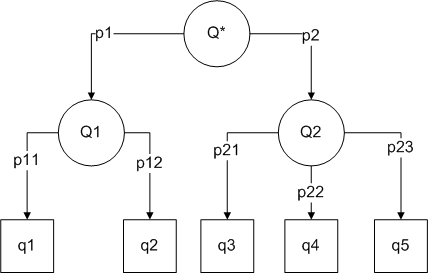 p1 Q* p2
Q1 Q2
p11 p12 p21 p22 p23
q1 q2 q3 q4 q5